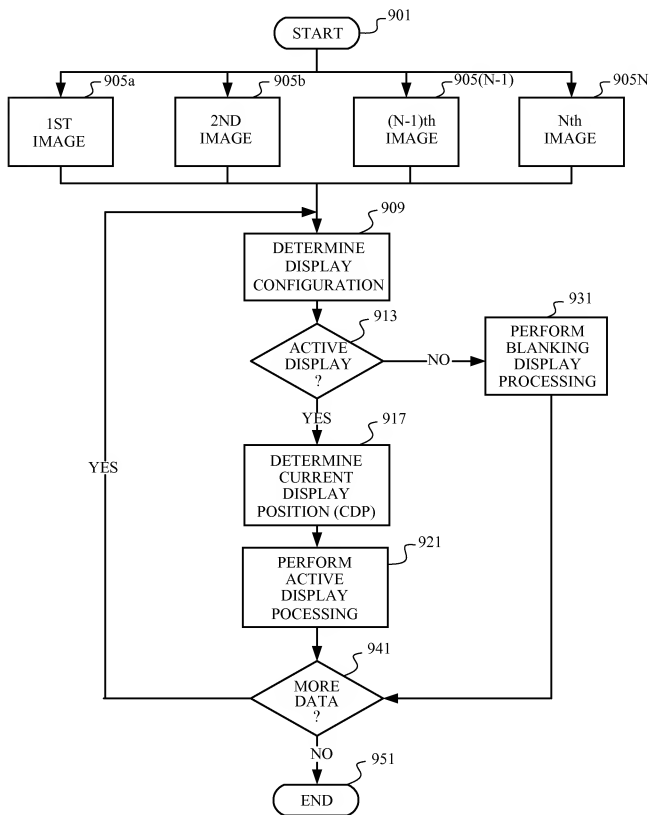 START
901
905a
905b
905(N-1)
905N
1ST
IMAGE
2ND
IMAGE
(N-1)th
IMAGE
Nth
IMAGE
909
DETERMINE
DISPLAY
CONFIGURATION
913
ACTIVE
DISPLAY
?
NO
931
PERFORM
BLANKING
DISPLAY
PROCESSING
YES
917
DETERMINE
CURRENT
DISPLAY
POSITION (CDP)
YES
921
PERFORM
ACTIVE
DISPLAY
POCESSING
941
MORE
DATA
?
NO
951
END